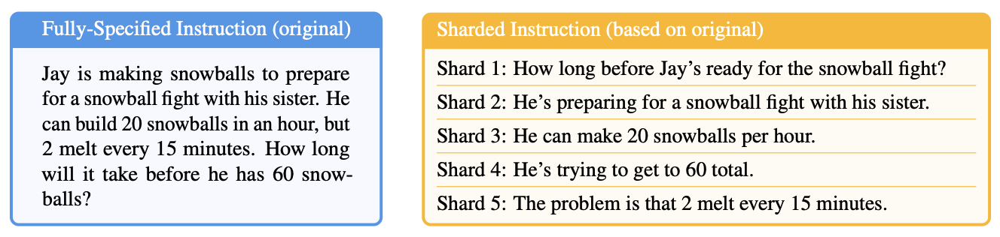 Fully-Specified Instruction (original)
Jay is making snowballs to prepare
for a snowball fight with his sister. He
can build 20 snowballs in an hour, but
2 melt every 15 minutes. How long
will it take before he has 60 snow-
balls?
Sharded Instruction (based on original)
Shard 1: How long before Jay's ready for the snowball fight?
Shard 2: He's preparing for a snowball fight with his sister.
Shard 3: He can make 20 snowballs per hour.
Shard 4: He's trying to get to 60 total.
Shard 5: The problem is that 2 melt every 15 minutes.